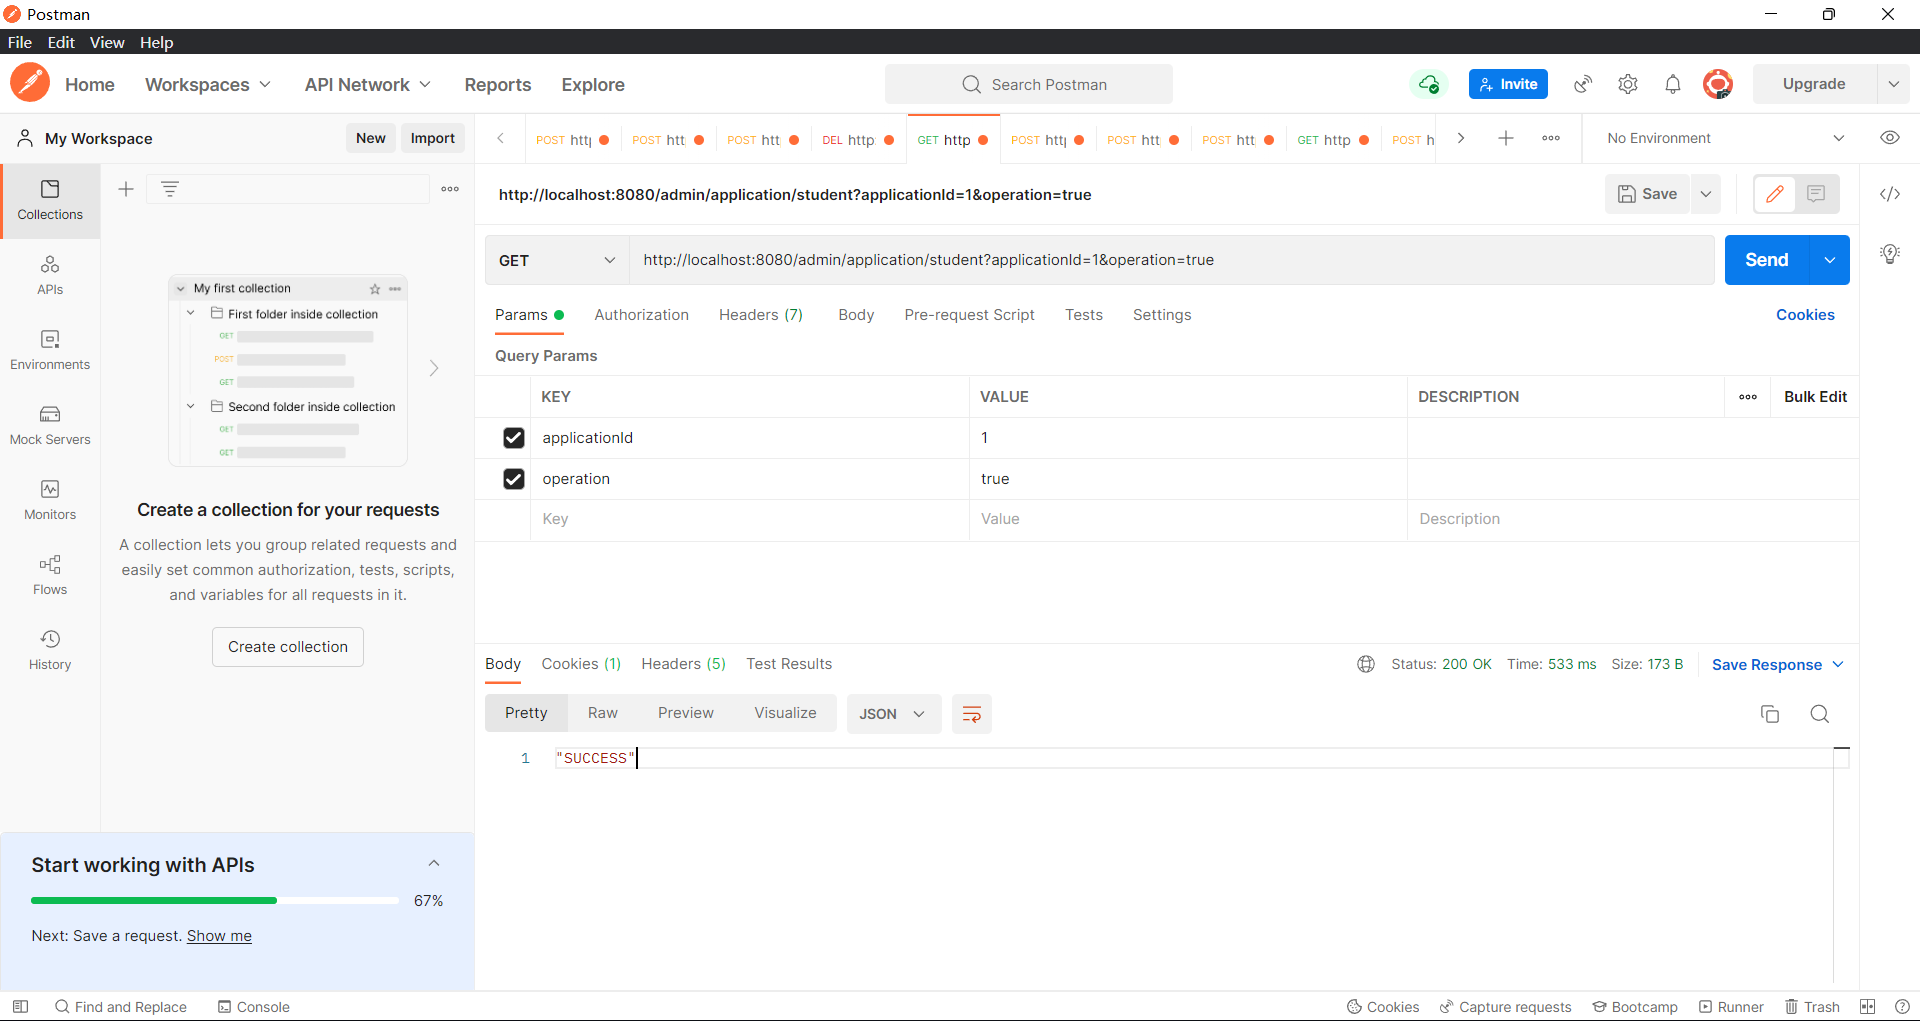 Postman
File Edit View Help
Home Workspaces API Network Reports Explore Search Postman Invite Upgrade
My Workspace New Import
POST http POST htt POST htt DEL http GET http POST http POST htt POST htt GET http POST h No Environment
Collections
APIs
Environments
Mock Servers
Monitors
Flows
History
My first collection
First folder inside collection
GET
POST
GET
Second folder inside collection
GET
GET
Create a collection for your requests
A collection lets you group related requests and
easily set common authorization, tests, scripts,
and variables for all requests in it.
Create collection
Start working with APIs
67%
Next: Save a request. Show me
http://localhost:8080/admin/application/student?applicationId=1&operation=true Save
GET http://localhost:8080/admin/application/student?applicationId=1&operation=true Send
Params Authorization Headers (7) Body Pre-request Script Tests Settings Cookies
Query Params
KEY VALUE DESCRIPTION Bulk Edit
applicationId 1
operation true
Key Value Description
Body Cookies (1) Headers (5) Test Results Status: 200 OK Time: 533 ms Size: 173 B Save Response
Pretty Raw Preview Visualize JSON
1 "SUCCESS"
Find and Replace Console Cookies Capture requests Bootcamp Runner Trash